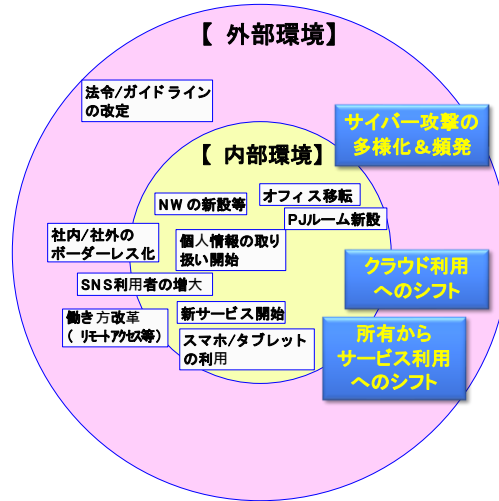 【 外部環境】
法令/ガイドライン
の改定
サイバー攻撃の
多様化＆頻発
【 内部環境】
オフィス移転
NWの新設等
PJルーム新設
社内/社外の
ボーダーレス化
個人情報の取り
扱い開始
クラウド利用
へのシフト
SNS利用者の増大
働き方改革
( リモートアクセス等)
新サービス開始
所有から
サービス利用
へのシフト
スマホ/タブレット
の利用